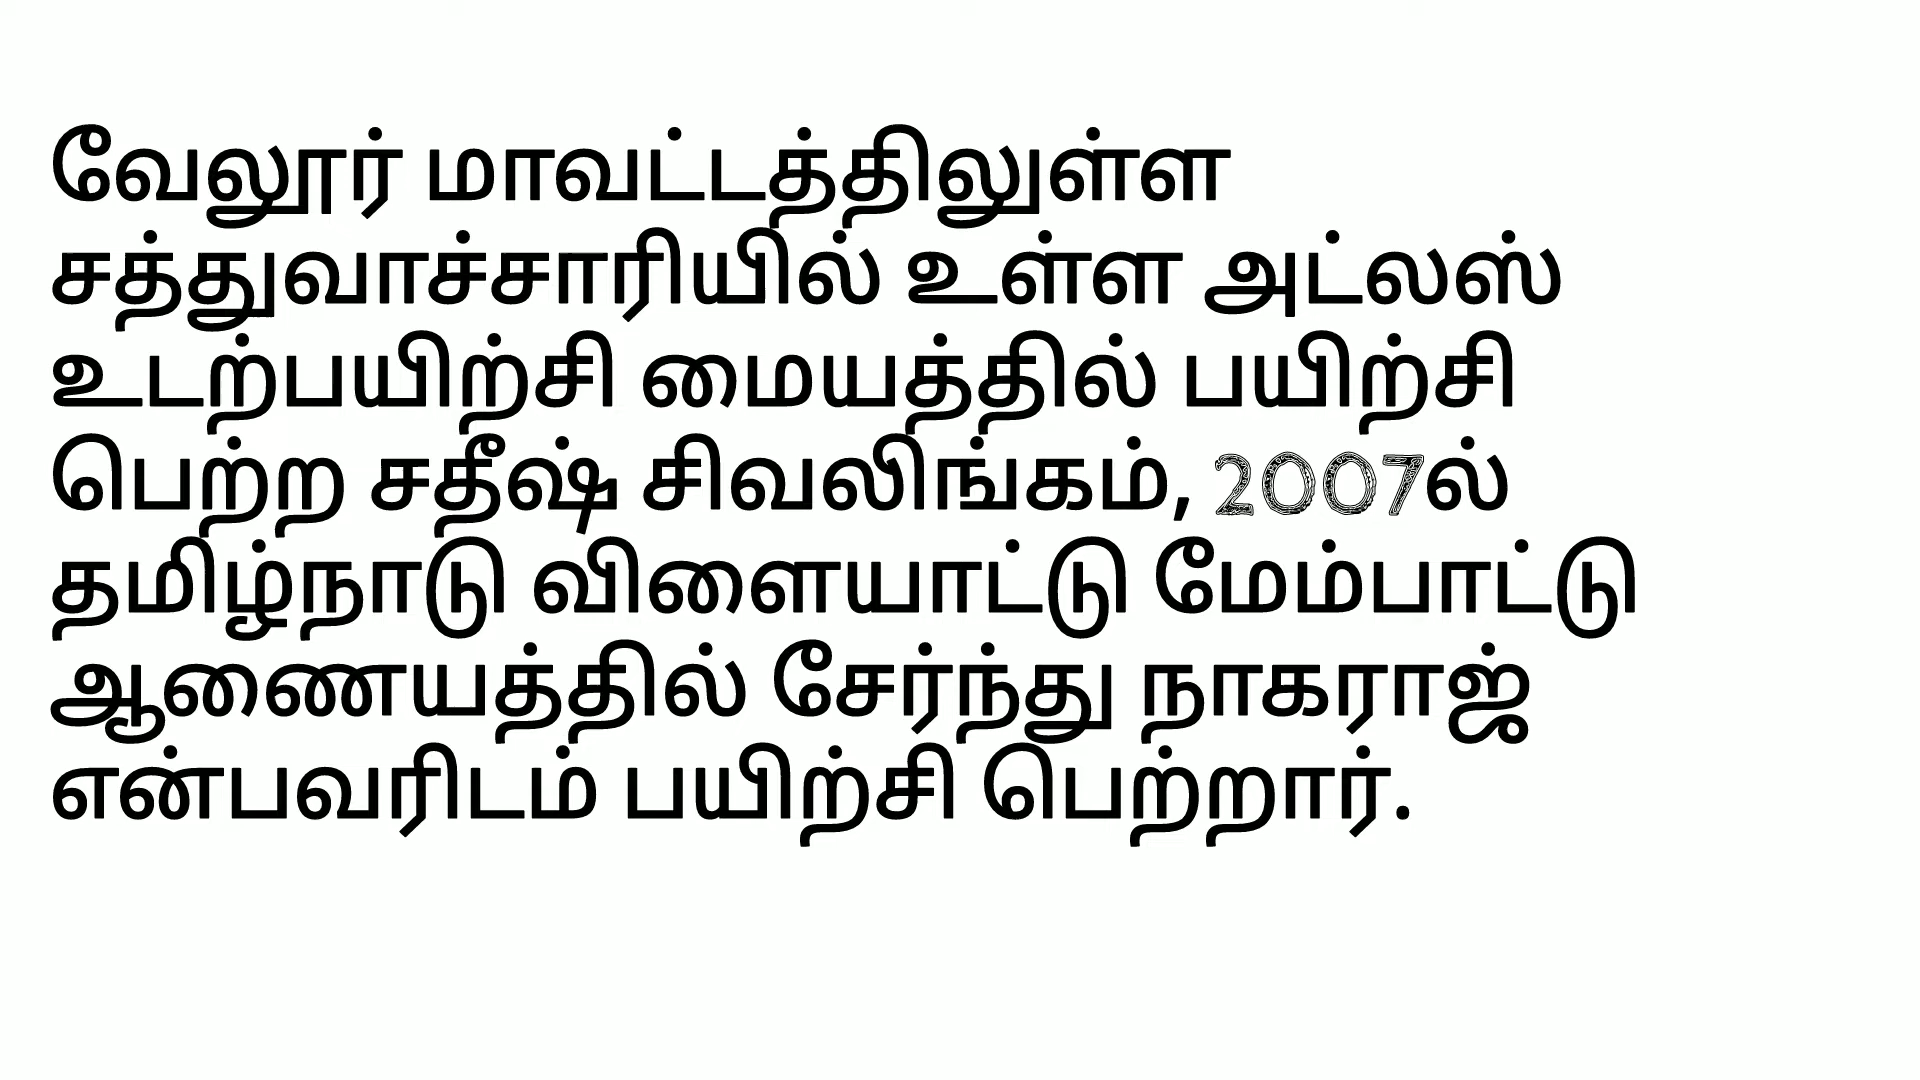 வேலூர் மாவட்டத்திலுள்ள
சத்துவாச்சாரியில் உள்ள அட்லஸ்
உடற்பயிற்சி மையத்தில் பயிற்சி
பெற்ற சதீஷ் சிவலிங்கம், 2007ல்
தமிழ்நாடு விளையாட்டு மேம்பாட்டு
ஆணையத்தில் சேர்ந்து நாகராஜ்
என்பவரிடம் பயிற்சி பெற்றார்.